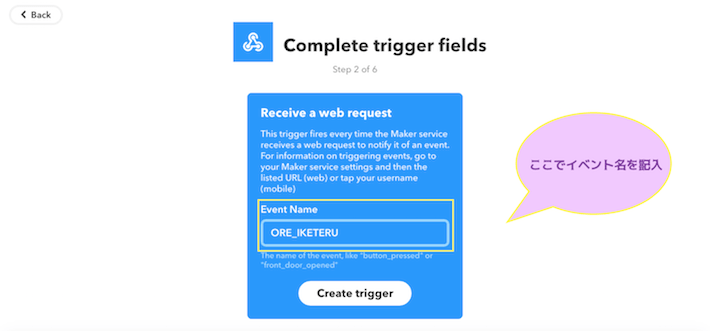 Back
Complete trigger fields
Step 2 of 6
Receive a web request
This trigger fires every time the Maker service
receives a web request to notify it of an event.
For information on triggering events, go to
your Maker service settings and then the
listed URL (web) or tap your username
(mobile)
ここでイベント名を記入
Event Name
ORE_IKETERU
The name of the event, like "button_pressed" or
"front_door_opened"
Create trigger